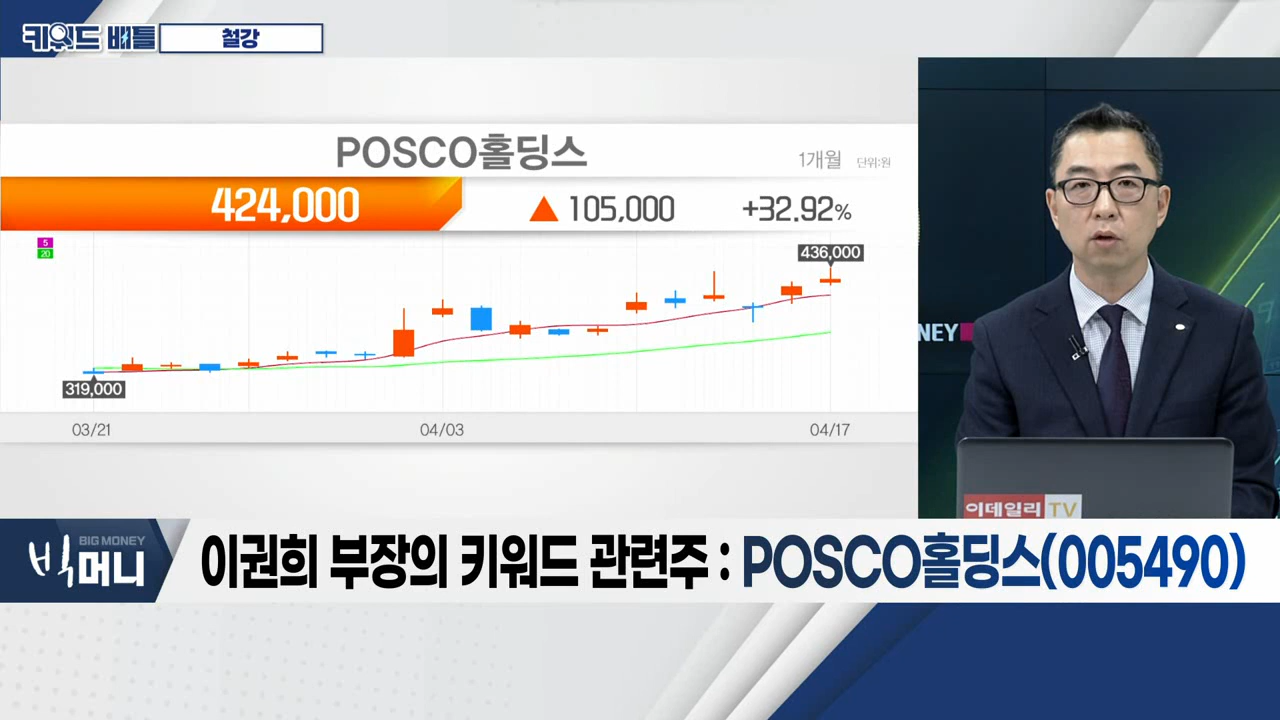 키워드 배틀
철강
POSCO홀딩스
1개월 단위:원
424,000 ▲ 105,000 +32.92%
5
20
436,000
319,000
03/21 04/03 04/17
NEY
이데일리TV
BIG MONEY
빅머니
이권희 부장의 키워드 관련주 : POSCO홀딩스(005490)